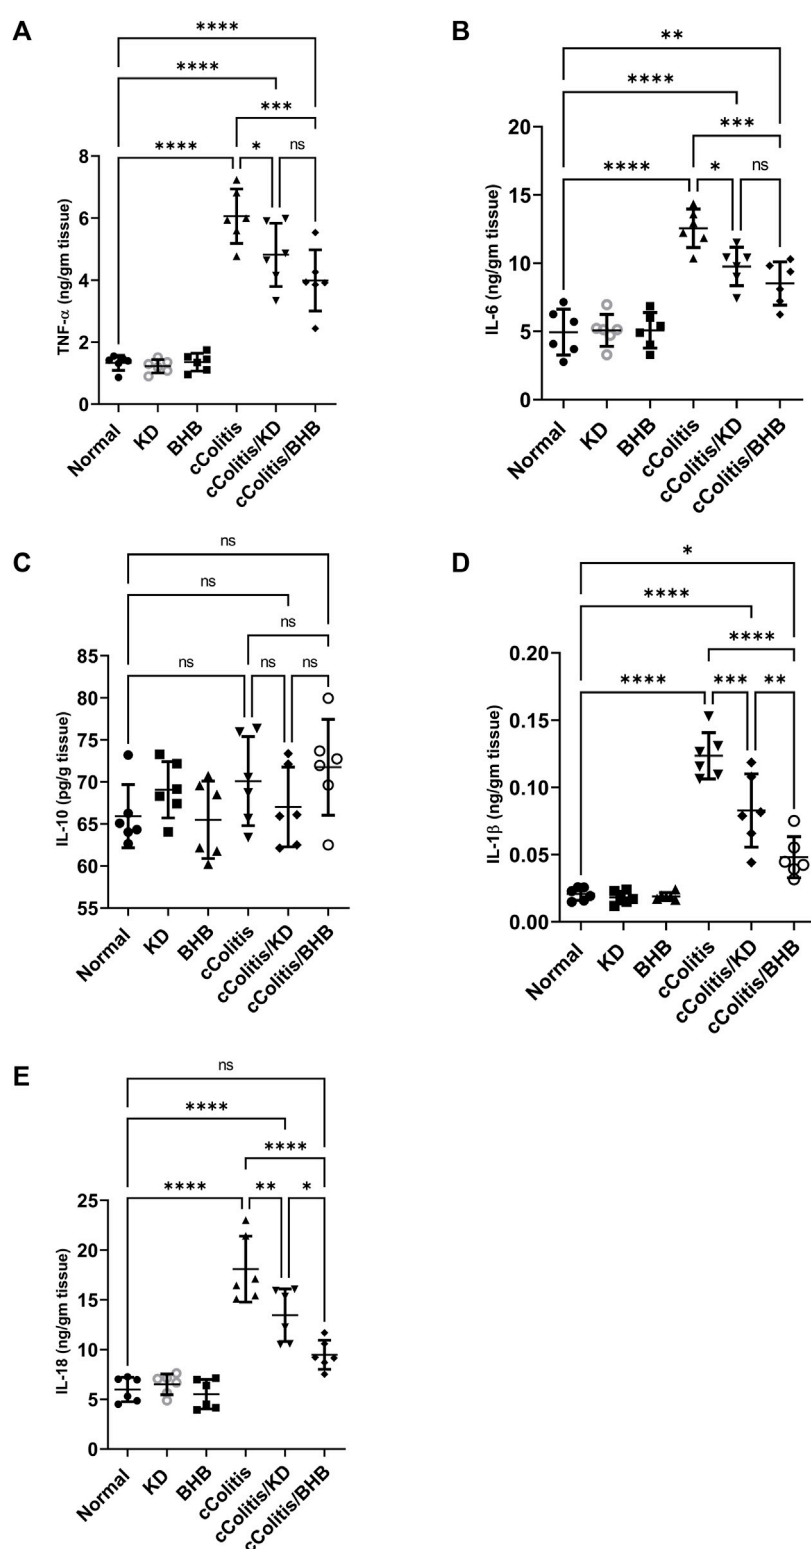 A
****
****
***
****
*
ns
8
6
4
2
0
TNF-α (ng/gm tissue)
Normal
KD
BHB
cColitis
cColitis/KD
cColitis/BHB
B
**
****
***
****
*
ns
20
15
10
5
0
IL-6 (ng/gm tissue)
Normal
KD
BHB
cColitis
cColitis/KD
cColitis/BHB
C
ns
ns
ns
ns
ns
ns
85
80
75
70
65
60
55
IL-10 (pg/g tissue)
Normal
KD
BHB
cColitis
cColitis/KD
cColitis/BHB
D
*
****
****
****
***
**
0.20
0.15
0.10
0.05
0.00
IL-1β (ng/gm tissue)
Normal
KD
BHB
cColitis
cColitis/KD
cColitis/BHB
E
ns
****
****
****
**
*
25
20
15
10
5
0
IL-18 (ng/gm tissue)
Normal
KD
BHB
cColitis
cColitis/KD
cColitis/BHB